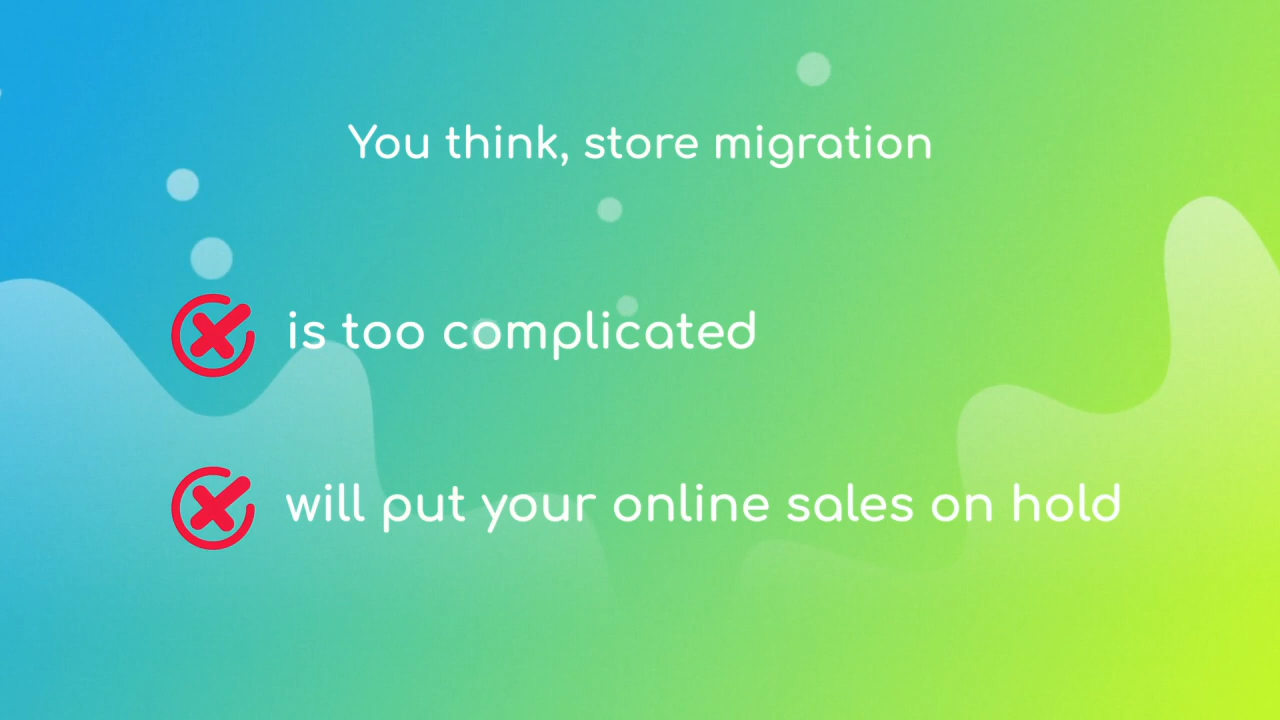 You think, store migration
is too complicated
will put your online sales on hold